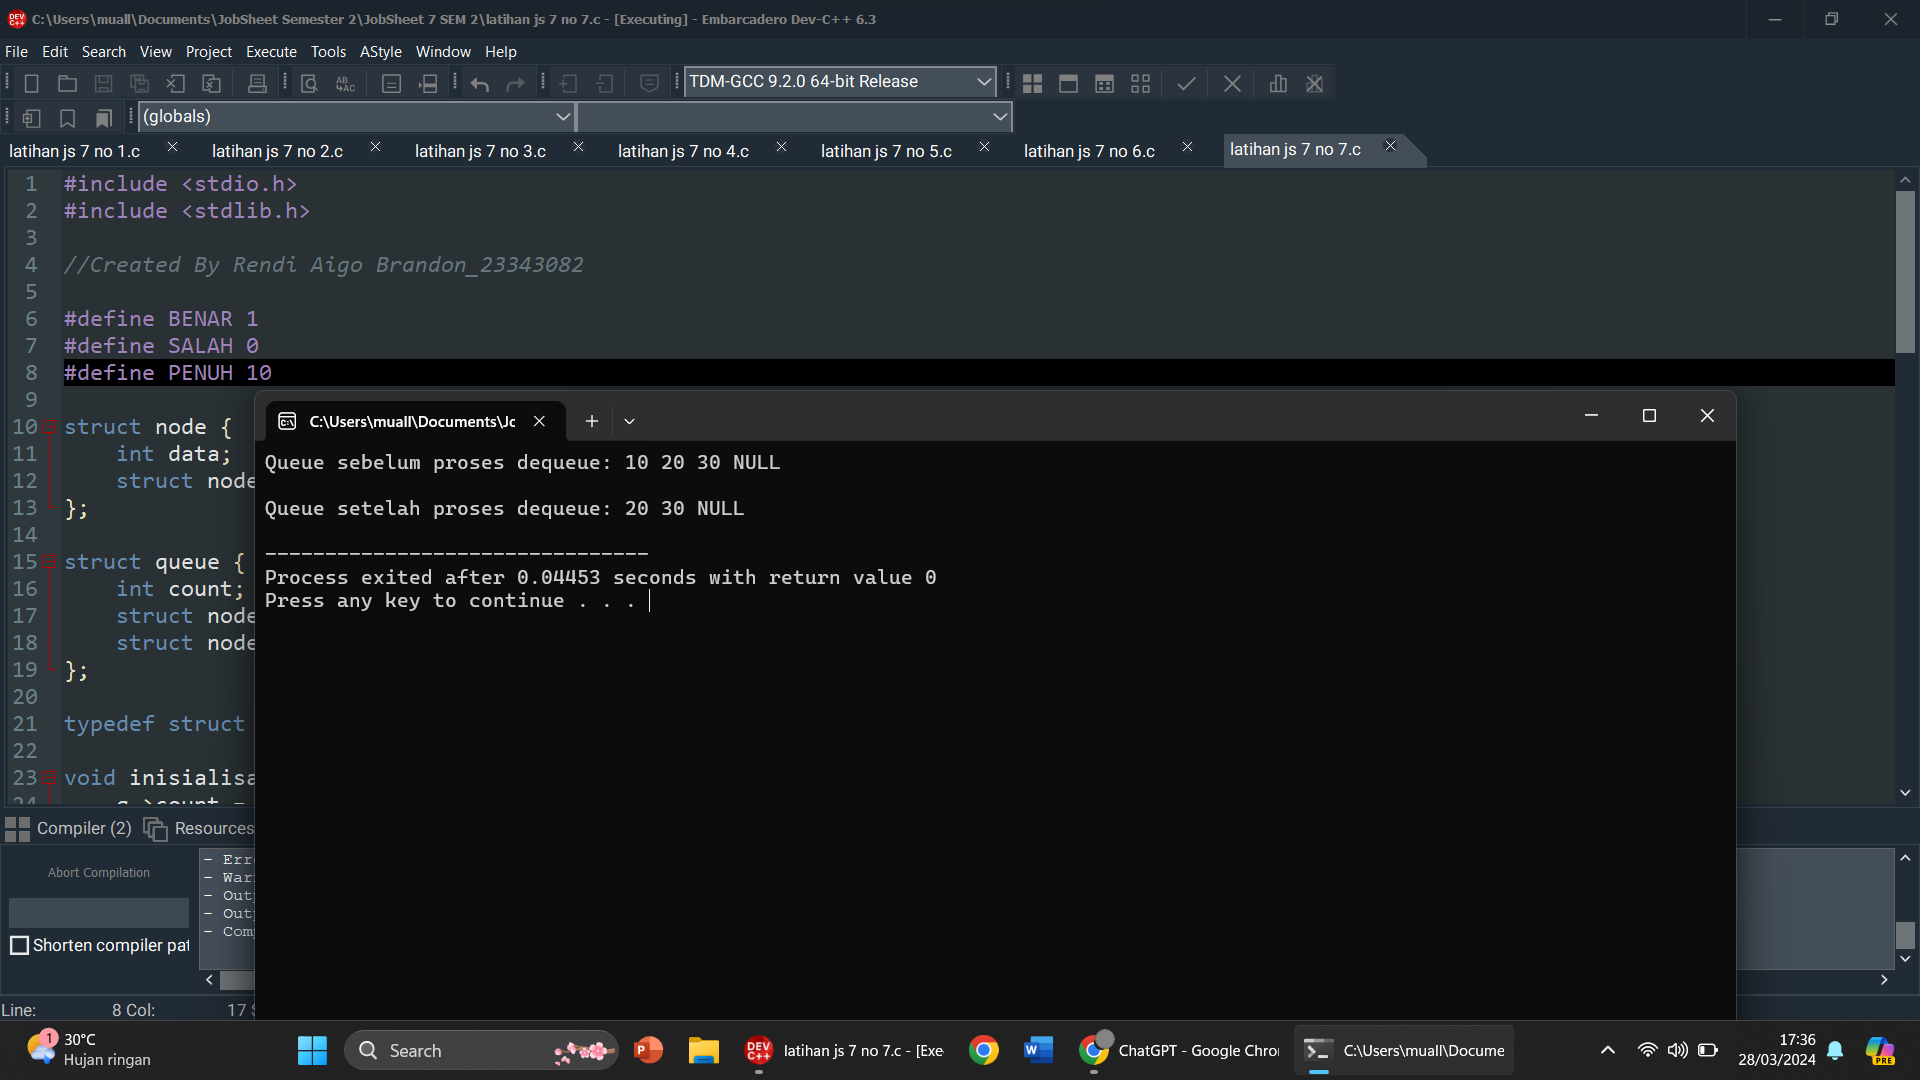 C:\Users\muall\Documents\JobSheet Semester 2\JobSheet 7 SEM 2\latihan js 7 no 7.c - [Executing] - Embarcadero Dev-C++ 6.3
File Edit Search View Project Execute Tools AStyle Window Help
TDM-GCC 9.2.0 64-bit Release
(globals)
latihan js 7 no 1.c latihan js 7 no 2.c latihan js 7 no 3.c latihan js 7 no 4.c latihan js 7 no 5.c latihan js 7 no 6.c latihan js 7 no 7.c
1 #include <stdio.h>
2 #include <stdlib.h>
3
4 //Created By Rendi Aigo Brandon_23343082
5
6 #define BENAR 1
7 #define SALAH 0
8 #define PENUH 10
9
10 struct node {
11 int data;
12 struct node
13 };
14
15 struct queue {
16 int count;
17 struct node
18 struct node
19 };
20
21 typedef struct
22
23 void inisialisa
C:\Users\muall\Documents\Jc
Queue sebelum proses dequeue: 10 20 30 NULL
Queue setelah proses dequeue: 20 30 NULL
--------------------------------
Process exited after 0.04453 seconds with return value 0
Press any key to continue . . .
Compiler (2) Resources
Abort Compilation
Shorten compiler pat
- Err
- War
- Outp
- Outp
- Comp
Line: 8 Col: 17
1 30°C
Hujan ringan
Search
latihan js 7 no 7.c - [Exe
ChatGPT - Google Chro
C:\Users\muall\Docume
17:36
28/03/2024
PRE